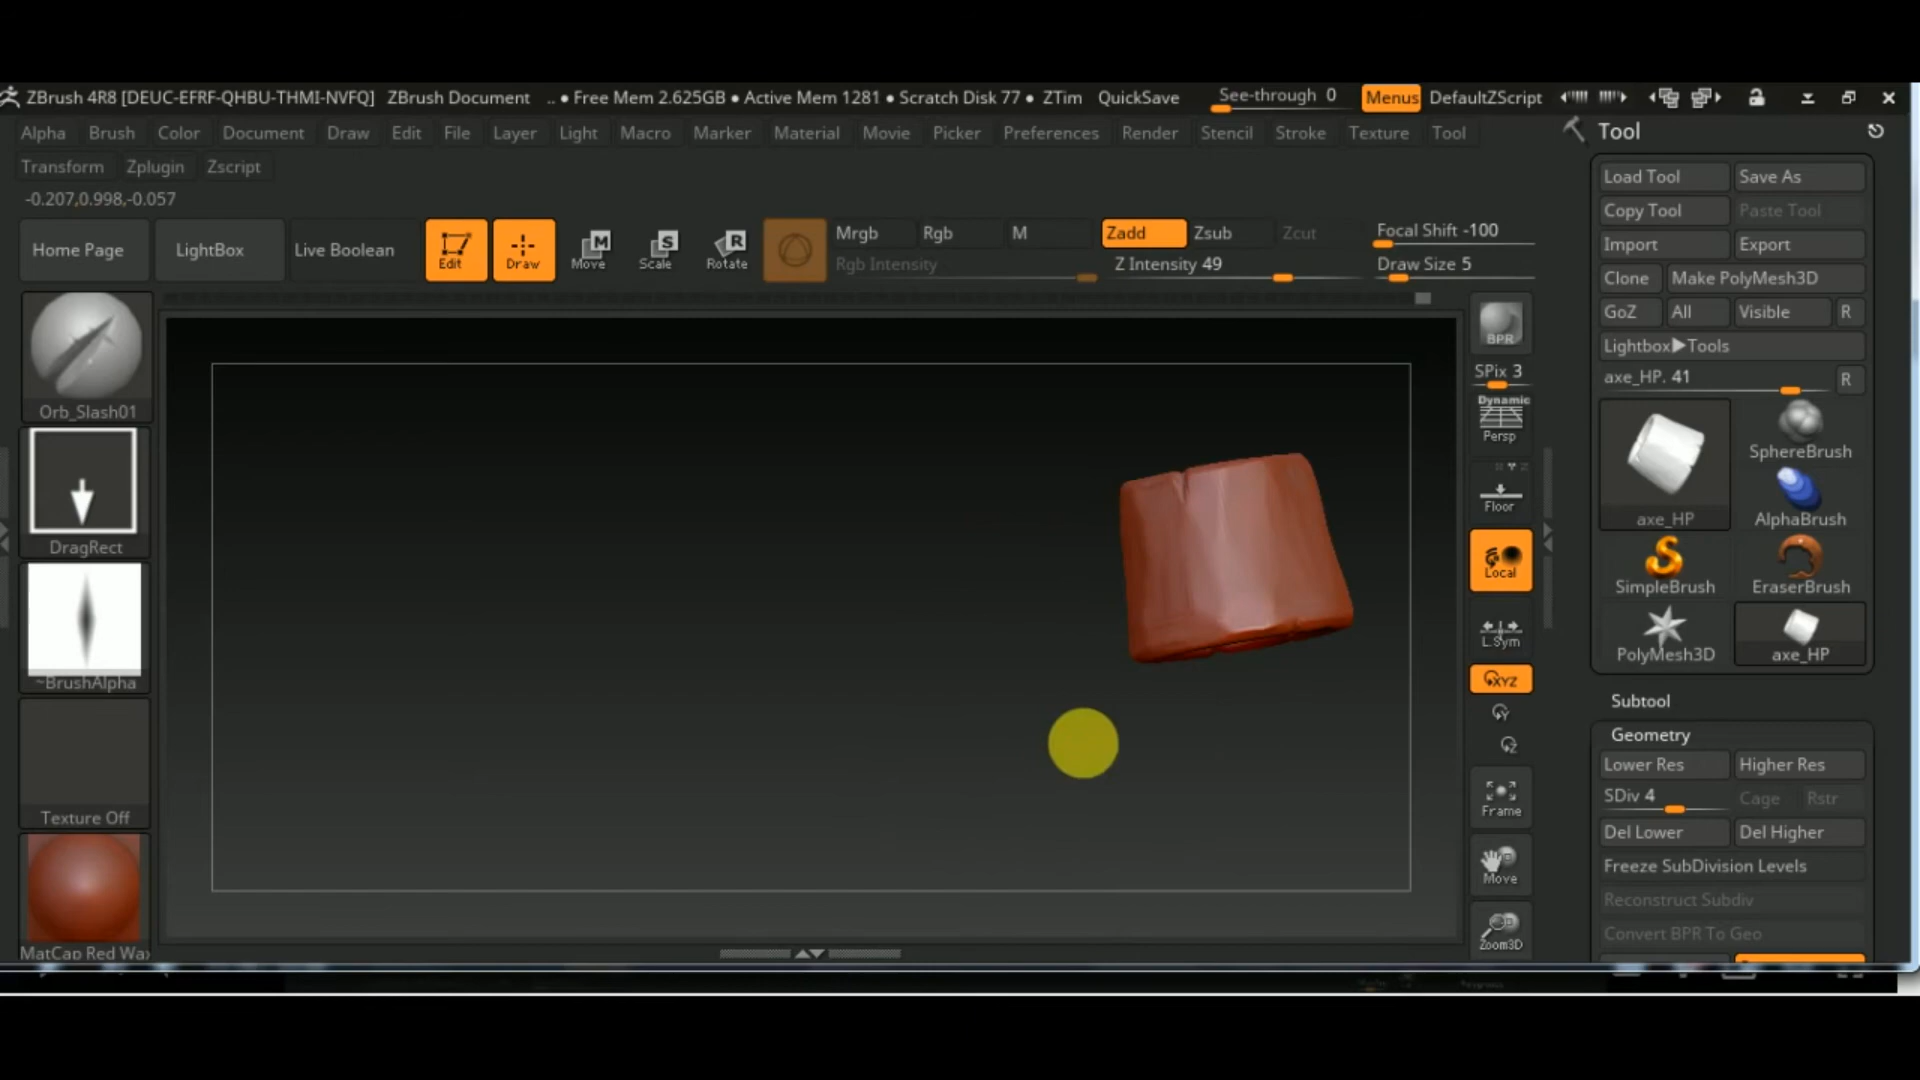 ZBrush 4R8 [DEUC-EFRF-QHBU-THMI-NVFQ] ZBrush Document .. • Free Mem 2.625GB • Active Mem 1281 • Scratch Disk 77 • ZTim QuickSave See-through 0 Menus DefaultZScript
Alpha Brush Color Document Draw Edit File Layer Light Macro Marker Material Movie Picker Preferences Render Stencil Stroke Texture Tool
Transform Zplugin Zscript
-0.207,0.998,-0.057
Home Page LightBox Live Boolean Edit Draw Move Scale Rotate
M S R
Mrgb Rgb M Zadd Zsub Zcut Focal Shift -100
Rgb Intensity Z Intensity 49 Draw Size 5
Orb_Slash01
DragRect
~BrushAlpha
Texture Off
MatCap Red Wax
BPR
SPix 3
Dynamic
Persp
Floor
Local
L.Sym
XYZ
Y
Z
Frame
Move
Zoom3D
Tool
Load Tool Save As
Copy Tool Paste Tool
Import Export
Clone Make PolyMesh3D
GoZ All Visible R
Lightbox▶Tools
axe_HP. 41 R
axe_HP SphereBrush
AlphaBrush
SimpleBrush EraserBrush
PolyMesh3D axe_HP
Subtool
Geometry
Lower Res Higher Res
SDiv 4 Cage Rstr
Del Lower Del Higher
Freeze SubDivision Levels
Reconstruct Subdiv
Convert BPR To Geo